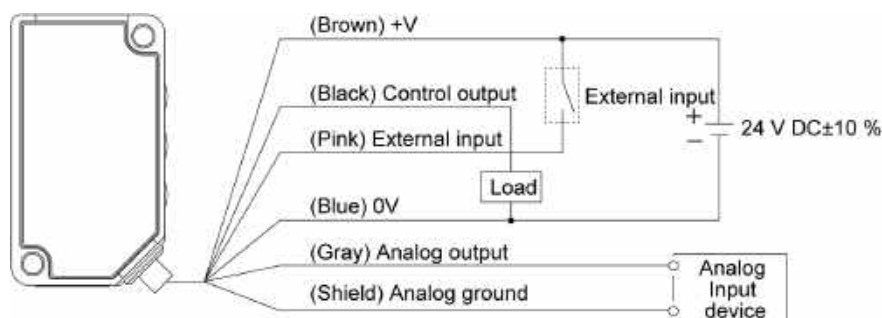 (Brown) +V
(Black) Control output
External input
(Pink) External input
+
−
24 V DC±10 %
Load
(Blue) 0V
(Gray) Analog output
(Shield) Analog ground
Analog
Input
device